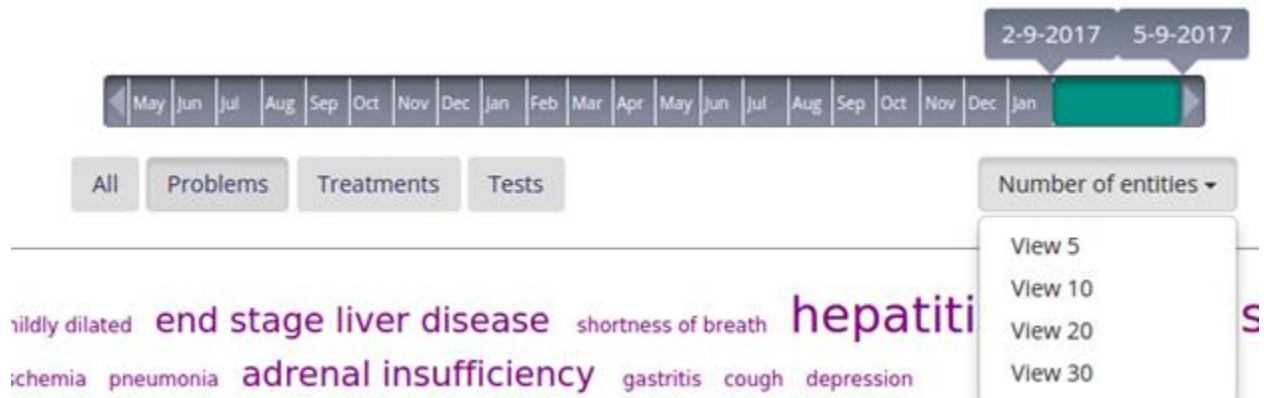 2-9-2017 5-9-2017
May Jun Jul Aug Sep Oct Nov Dec Jan Feb Mar Apr May Jun Jul Aug Sep Oct Nov Dec Jan
All Problems Treatments Tests Number of entities
View 5
View 10
dilated end stage liver disease shortness of breath
View 20
pneumonia adrenal insufficiency gastritis cough depression
View 30